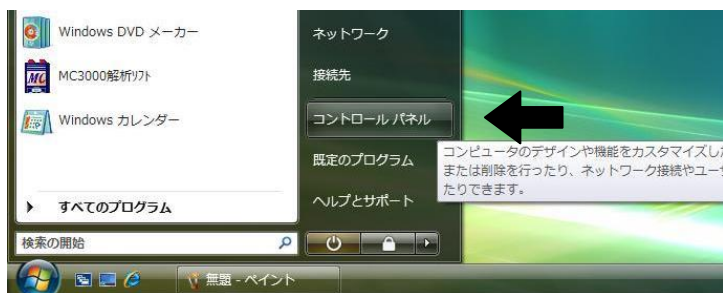 Windows DVD メーカー
MC3000解析ｿﾌﾄ
Windows カレンダー
すべてのプログラム
検索の開始
ネットワーク
接続先
コントロール パネル
既定のプログラム
ヘルプとサポート
コンピュータのデザインや機能をカスタマイズした
または削除を行ったり、ネットワーク接続やユーザ
たりできます。
無題 - ペイント